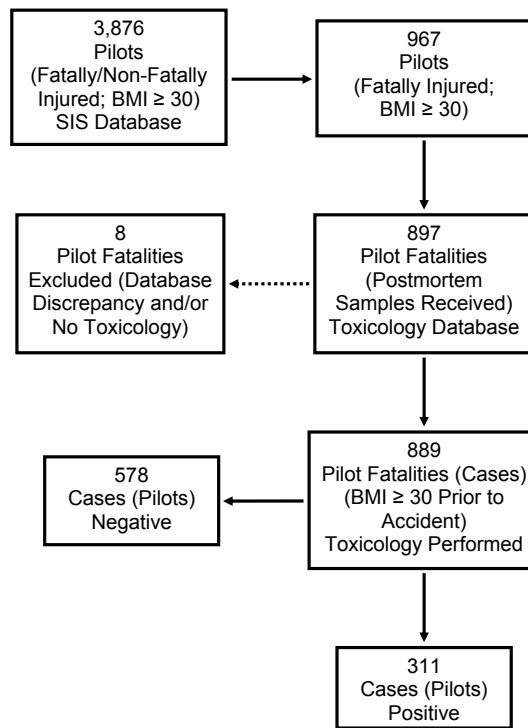 3,876
Pilots
(Fatally/Non-Fatally
Injured; BMI ≥ 30)
SIS Database
967
Pilots
(Fatally Injured;
BMI ≥ 30)
8
Pilot Fatalities
Excluded (Database
Discrepancy and/or
No Toxicology)
897
Pilot Fatalities
(Postmortem
Samples Received)
Toxicology Database
578
Cases (Pilots)
Negative
889
Pilot Fatalities (Cases)
(BMI ≥ 30 Prior to
Accident)
Toxicology Performed
311
Cases (Pilots)
Positive